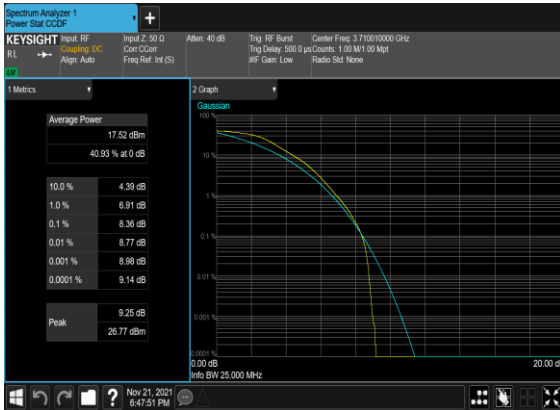 Spectrum Analyzer 1
Power Stat CCDF
+
KEYSIGHT
RL
LXI
Input: RF
Coupling: DC
Align: Auto
Input Z: 50 Ω
Corr CCorr
Freq Ref: Int (S)
Atten: 40 dB
Trig: RF Burst
Trig Delay: 500.0 µs
#IF Gain: Low
Center Freq: 3.710010000 GHz
Counts: 1.00 M/1.00 Mpt
Radio Std: None
1 Metrics
Average Power
17.52 dBm
40.93 % at 0 dB
10.0 % 4.39 dB
1.0 % 6.91 dB
0.1 % 8.36 dB
0.01 % 8.77 dB
0.001 % 8.98 dB
0.0001 % 9.14 dB
Peak
9.25 dB
26.77 dBm
2 Graph
Gaussian
100 %
10 %
1 %
0.1 %
0.01 %
0.001 %
0.0001 %
0.00 dB
20.00 d
Info BW 25.000 MHz
?
Nov 21, 2021
6:47:51 PM